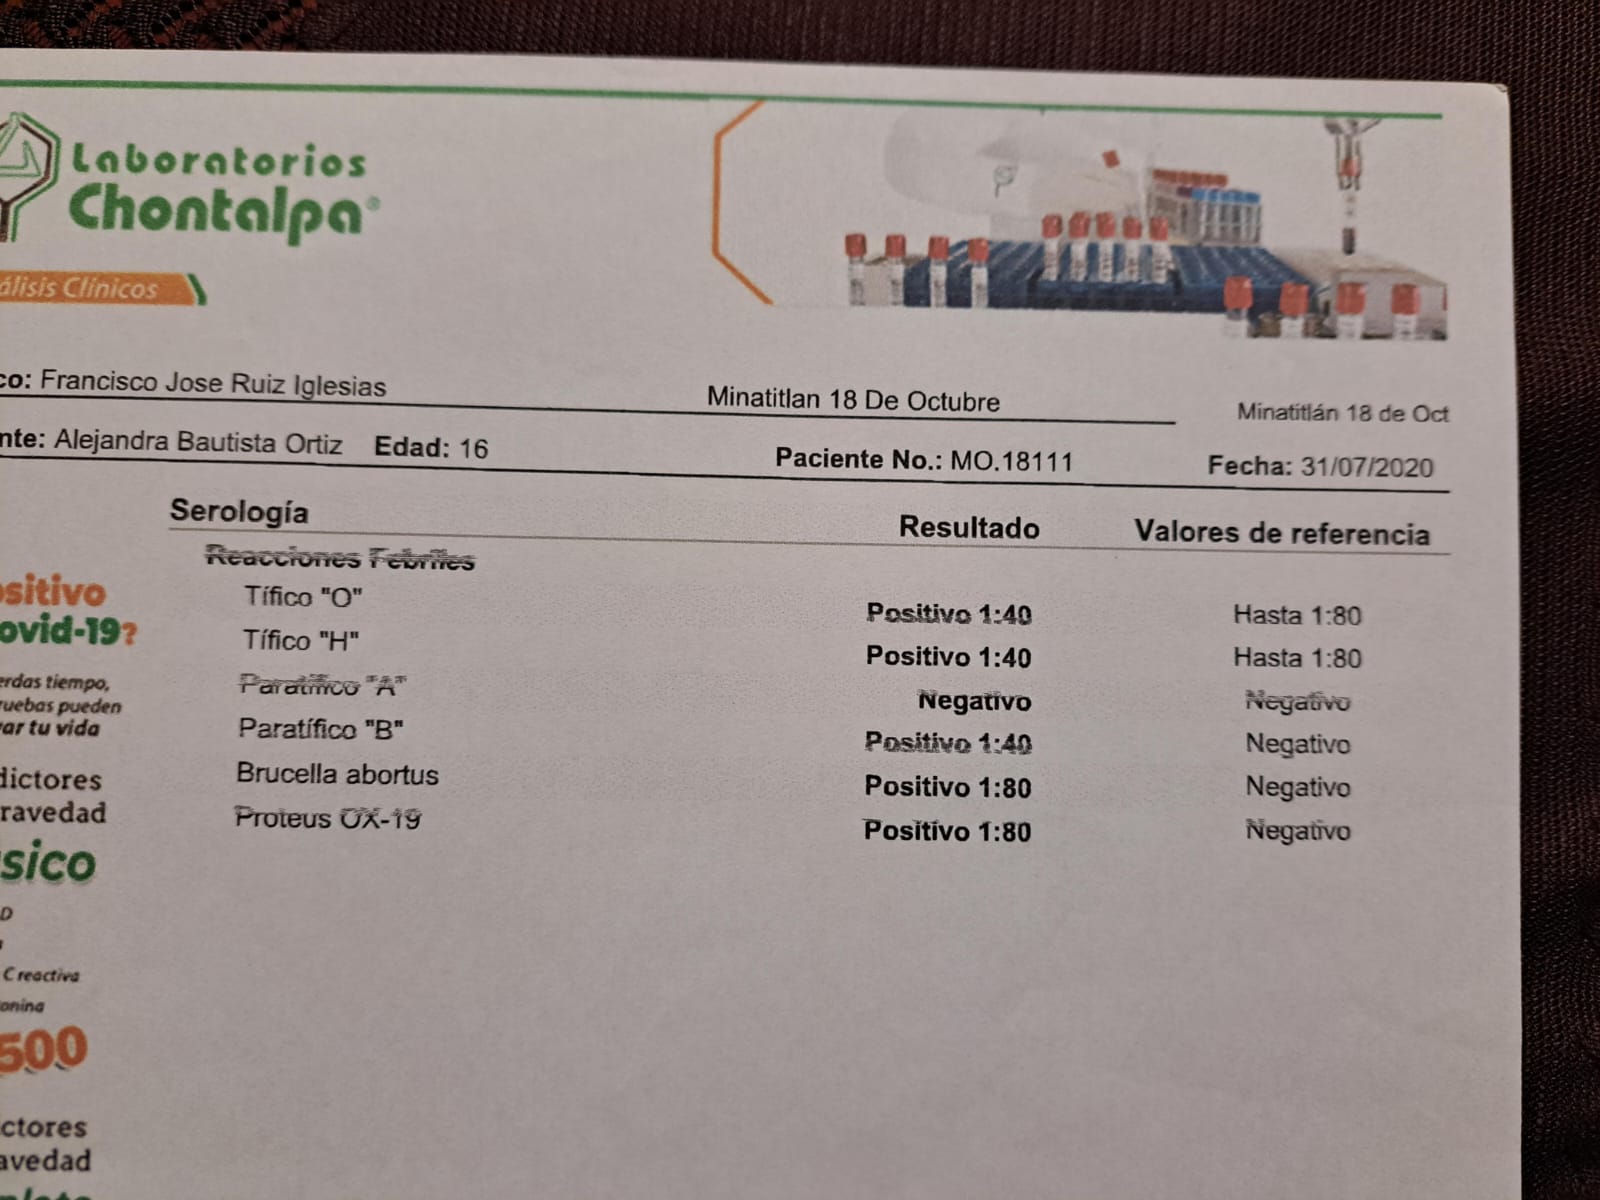 Laboratorios
Chontalpa®
álisis Clínicos
co: Francisco Jose Ruiz Iglesias Minatitlan 18 De Octubre Minatitlán 18 de Oct
nte: Alejandra Bautista Ortiz Edad: 16 Paciente No.: MO.18111 Fecha: 31/07/2020
Serología Resultado Valores de referencia
Reacciones Febriles
Tífico "O" Positivo 1:40 Hasta 1:80
Tífico "H" Positivo 1:40 Hasta 1:80
Paratífico "A" Negativo Negativo
Paratífico "B" Positivo 1:40 Negativo
Brucella abortus Positivo 1:80 Negativo
Proteus OX-19 Positivo 1:80 Negativo
sitivo
ovid-19?
erdas tiempo,
ruebas pueden
var tu vida
dictores
ravedad
sico
D
C reactiva
onina
500
ctores
avedad